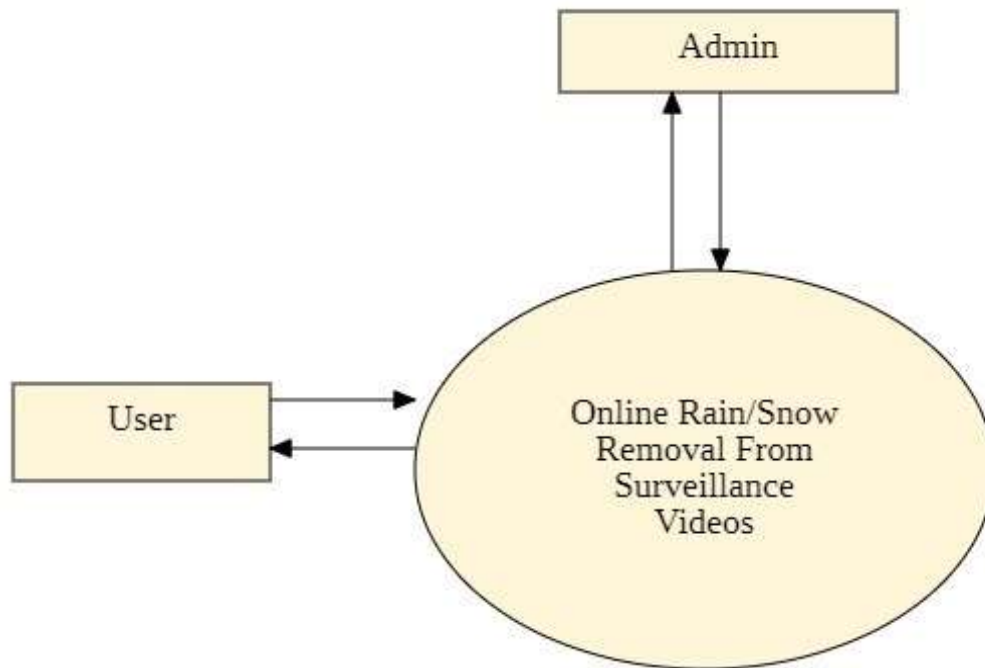 Admin
User
Online Rain/Snow
Removal From
Surveillance
Videos